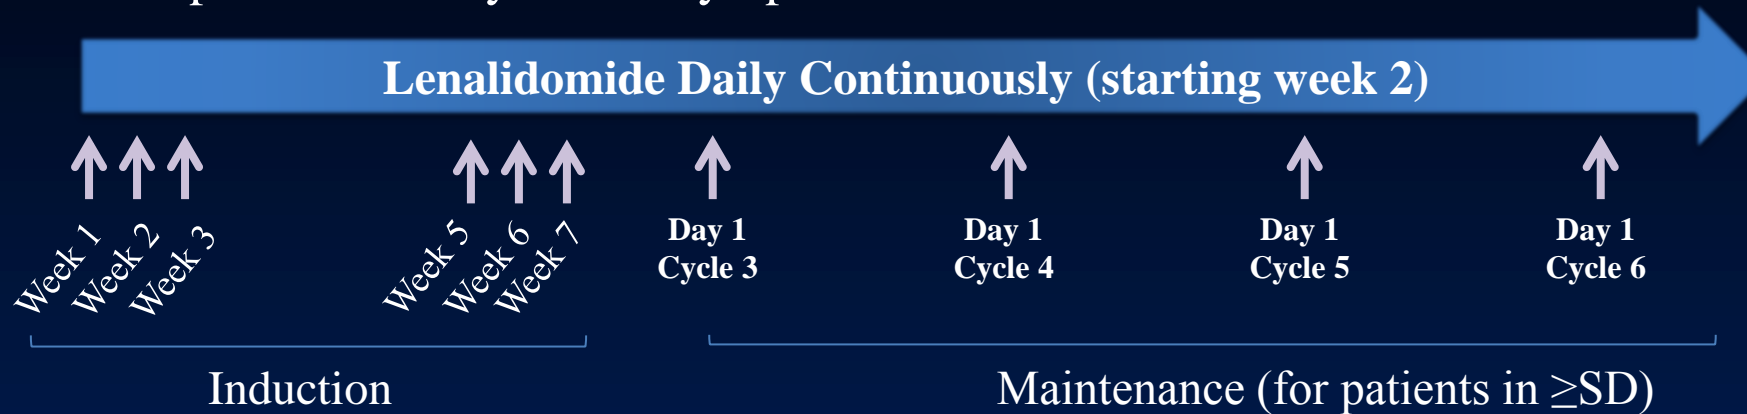 Lenalidomide Daily Continuously (starting week 2)
Week 1
Week 2
Week 3
Week 5
Week 6
Week 7
Day 1
Cycle 3
Day 1
Cycle 4
Day 1
Cycle 5
Day 1
Cycle 6
Induction
Maintenance (for patients in ≥SD)